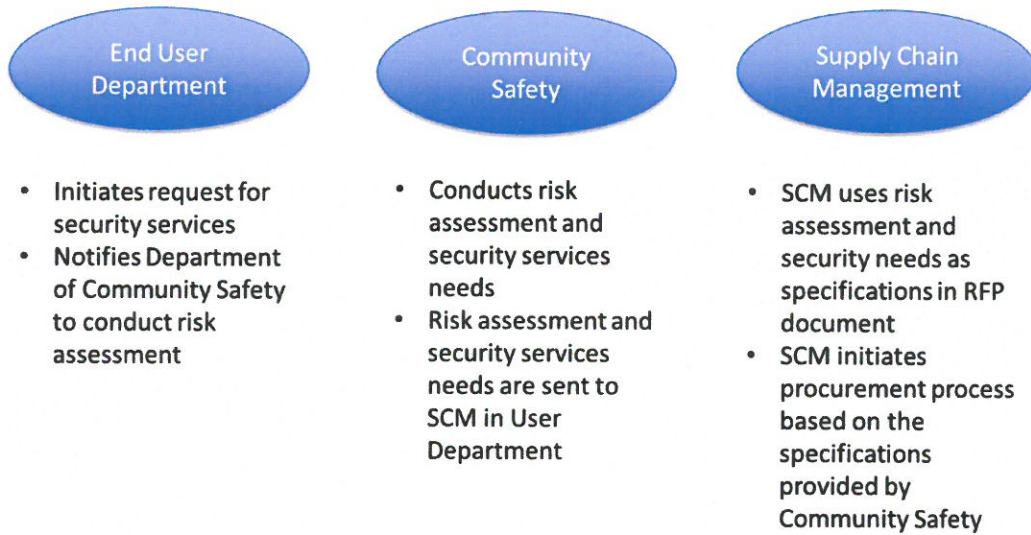 End User
Department
• Initiates request for
security services
• Notifies Department
of Community Safety
to conduct risk
assessment
Community
Safety
• Conducts risk
assessment and
security services
needs
• Risk assessment and
security services
needs are sent to
SCM in User
Department
Supply Chain
Management
• SCM uses risk
assessment and
security needs as
specifications in RFP
document
• SCM initiates
procurement process
based on the
specifications
provided by
Community Safety